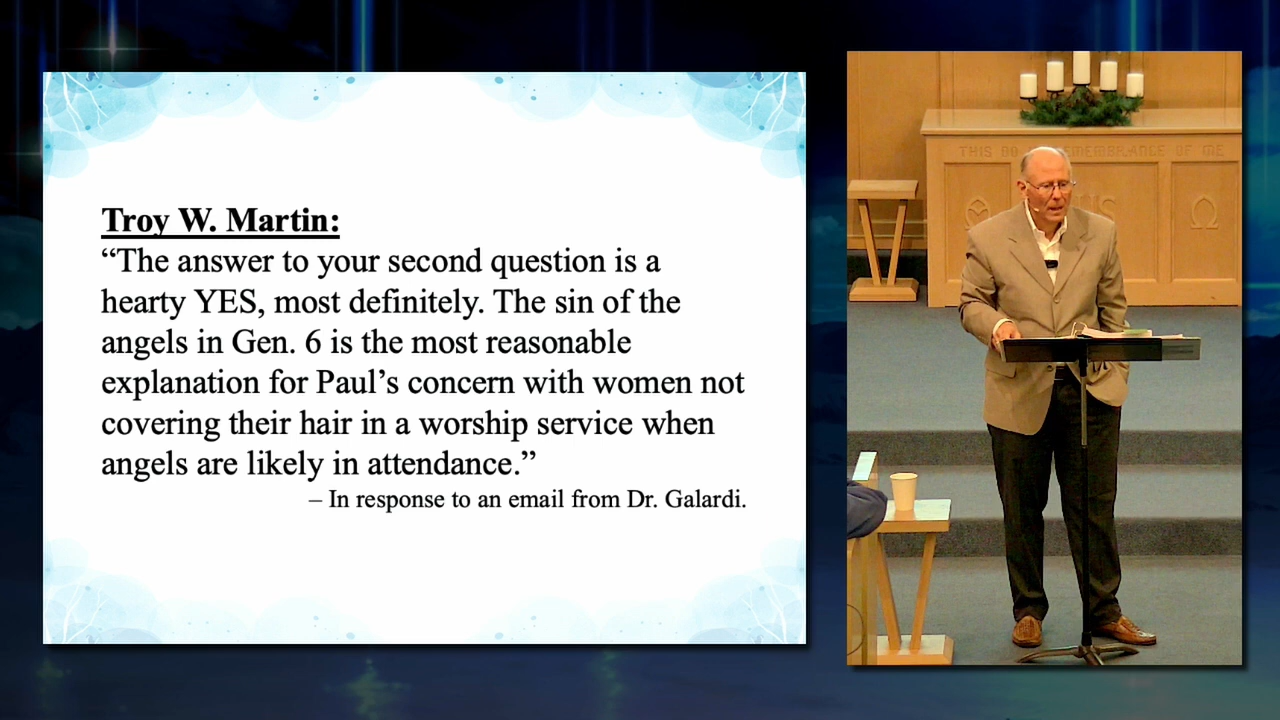 Troy W. Martin:
“The answer to your second question is a
hearty YES, most definitely. The sin of the
angels in Gen. 6 is the most reasonable
explanation for Paul’s concern with women not
covering their hair in a worship service when
angels are likely in attendance.”
– In response to an email from Dr. Galardi.
THIS DO EMEMBRANCE OF ME